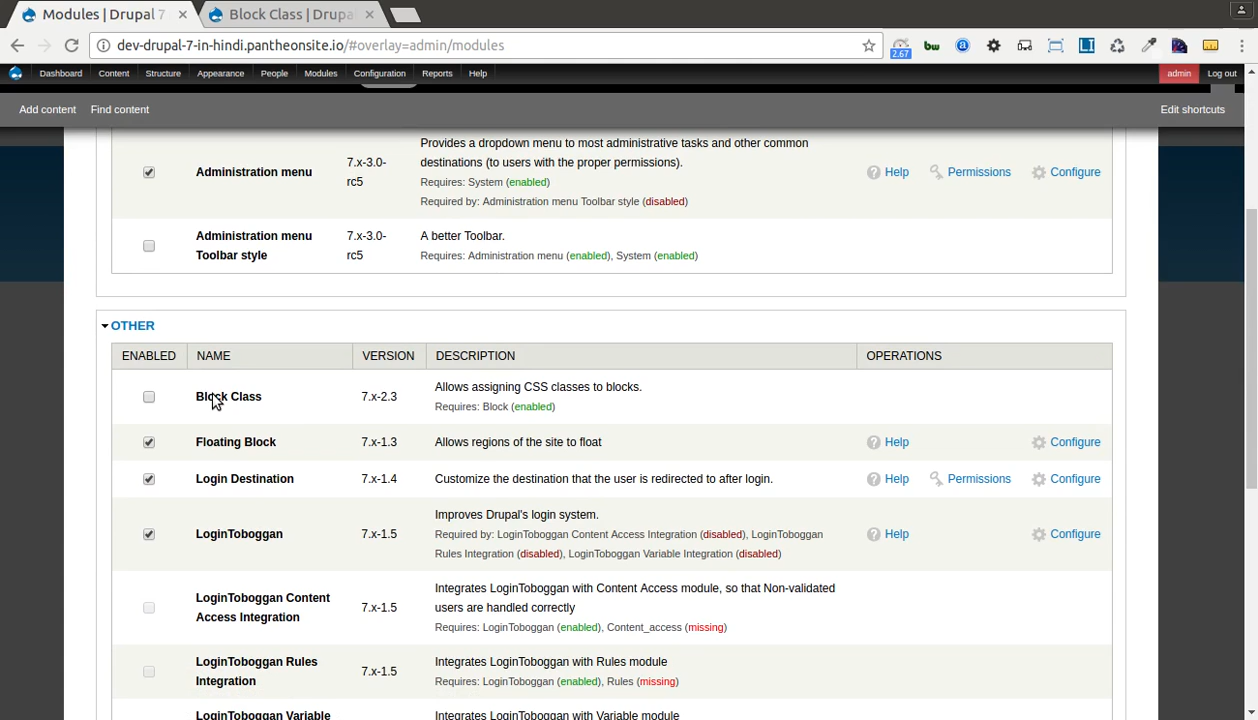 Modules | Drupal 7
Block Class | Drupa
dev-drupal-7-in-hindi.pantheonsite.io/#overlay=admin/modules
2.67
bw
a
LI
Dashboard Content Structure Appearance People Modules Configuration Reports Help admin Log out
Add content Find content Edit shortcuts
Provides a dropdown menu to most administrative tasks and other common
destinations (to users with the proper permissions).
Administration menu 7.x-3.0-
rc5
Requires: System (enabled)
Required by: Administration menu Toolbar style (disabled)
Help Permissions Configure
Administration menu
Toolbar style
7.x-3.0-
rc5
A better Toolbar.
Requires: Administration menu (enabled), System (enabled)
OTHER
ENABLED NAME VERSION DESCRIPTION OPERATIONS
Block Class 7.x-2.3 Allows assigning CSS classes to blocks.
Requires: Block (enabled)
Floating Block 7.x-1.3 Allows regions of the site to float Help Configure
Login Destination 7.x-1.4 Customize the destination that the user is redirected to after login. Help Permissions Configure
LoginToboggan 7.x-1.5 Improves Drupal's login system.
Required by: LoginToboggan Content Access Integration (disabled), LoginToboggan
Rules Integration (disabled), LoginToboggan Variable Integration (disabled)
Help Configure
LoginToboggan Content
Access Integration
7.x-1.5
Integrates LoginToboggan with Content Access module, so that Non-validated
users are handled correctly
Requires: LoginToboggan (enabled), Content_access (missing)
LoginToboggan Rules
Integration
7.x-1.5
Integrates LoginToboggan with Rules module
Requires: LoginToboggan (enabled), Rules (missing)
LoginToboggan Variable Integrates LoginToboggan with Variable module